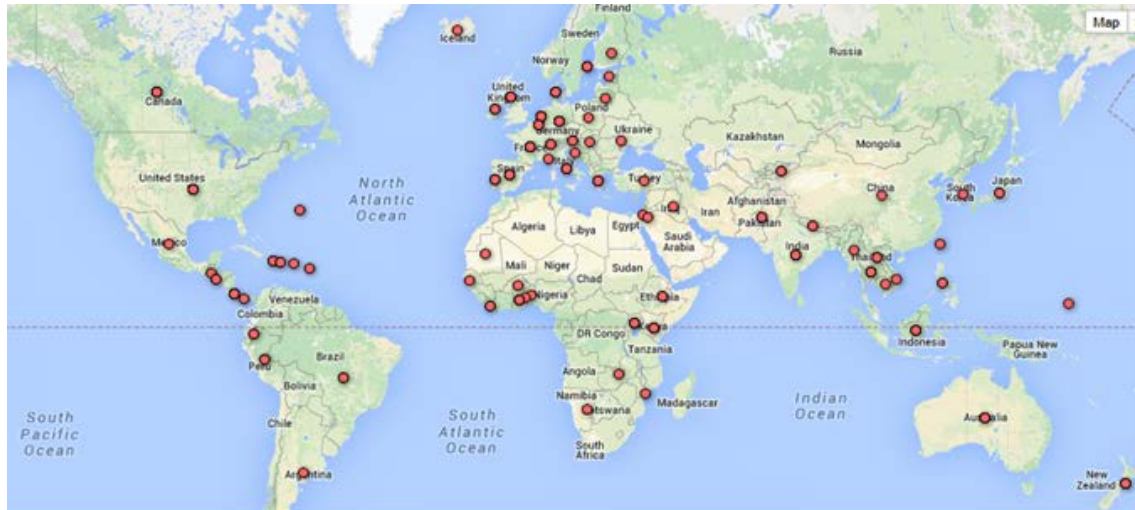 Finland
Map
Iceland
Sweden
Russia
Norway
Canada
United
Kingdom
Poland
Germany
Ukraine
France
Kazakhstan
Mongolia
Italy
Spain
Turkey
United States
North
Atlantic
Ocean
China
South
Korea
Japan
Afghanistan
Iraq
Iran
Pakistan
Algeria
Libya
Egypt
Saudi
Arabia
Mexico
India
Thailand
Mali
Niger
Chad
Sudan
Nigeria
Ethiopia
Venezuela
Colombia
DR Congo
Kenya
Indonesia
Papua New
Guinea
Tanzania
Peru
Brazil
Angola
Bolivia
Namibia
Botswana
Madagascar
Indian
Ocean
South
Pacific
Ocean
Chile
South
Atlantic
Ocean
South
Africa
Australia
Argentina
New
Zealand